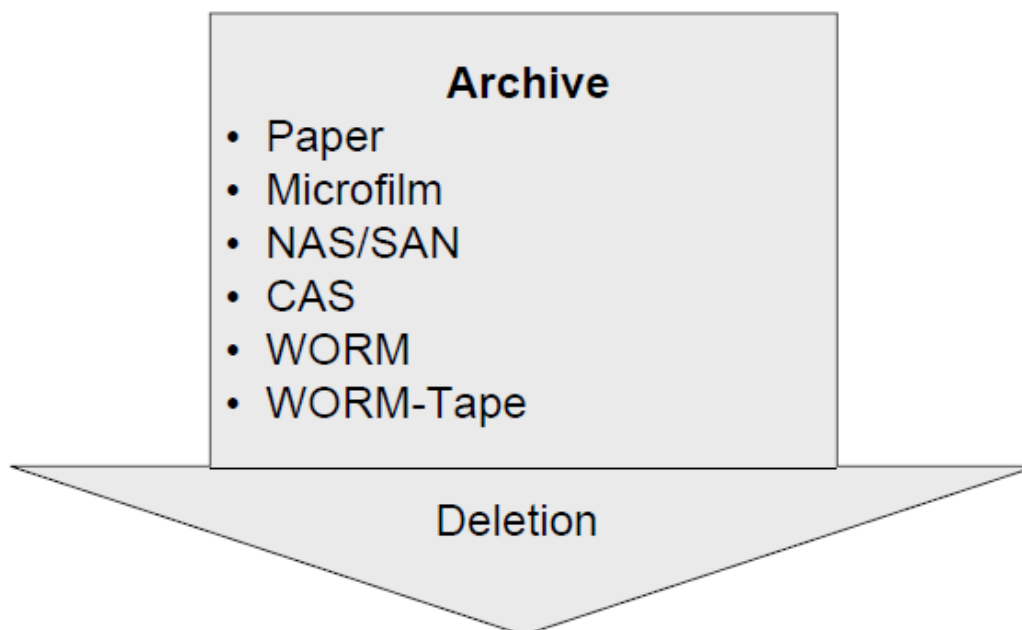 Archive
• Paper
• Microfilm
• NAS/SAN
• CAS
• WORM
• WORM-Tape
Deletion